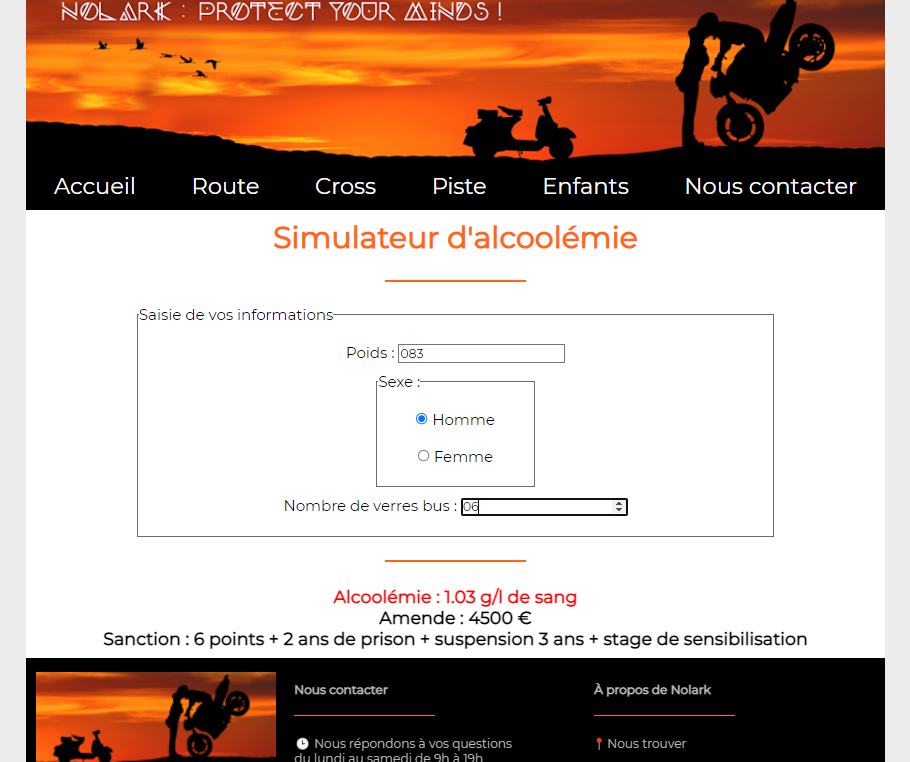 NOLARK : PROTECT YOUR MINDS !
Accueil Route Cross Piste Enfants Nous contacter
Simulateur d'alcoolémie
Saisie de vos informations
Poids : 083
Sexe :
Homme
Femme
Nombre de verres bus : 06
Alcoolémie : 1.03 g/l de sang
Amende : 4500 €
Sanction : 6 points + 2 ans de prison + suspension 3 ans + stage de sensibilisation
Nous contacter
🕒 Nous répondons à vos questions
du lundi au samedi de 9h à 19h
À propos de Nolark
📍 Nous trouver